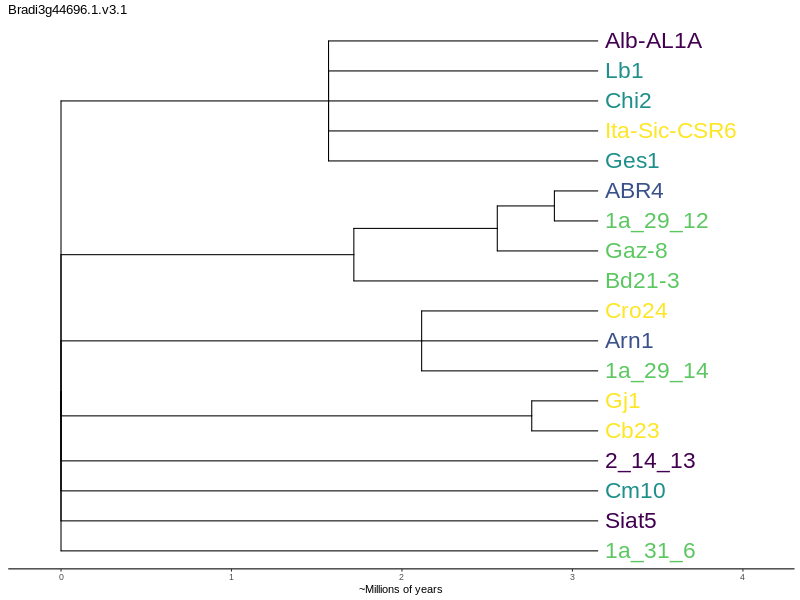 Bradi3g44696.1.v3.1
Alb-AL1A
Lb1
Chi2
Ita-Sic-CSR6
Ges1
ABR4
1a_29_12
Gaz-8
Bd21-3
Cro24
Arn1
1a_29_14
Gj1
Cb23
2_14_13
Cm10
Siat5
1a_31_6
0 1 2 3 4
~Millions of years